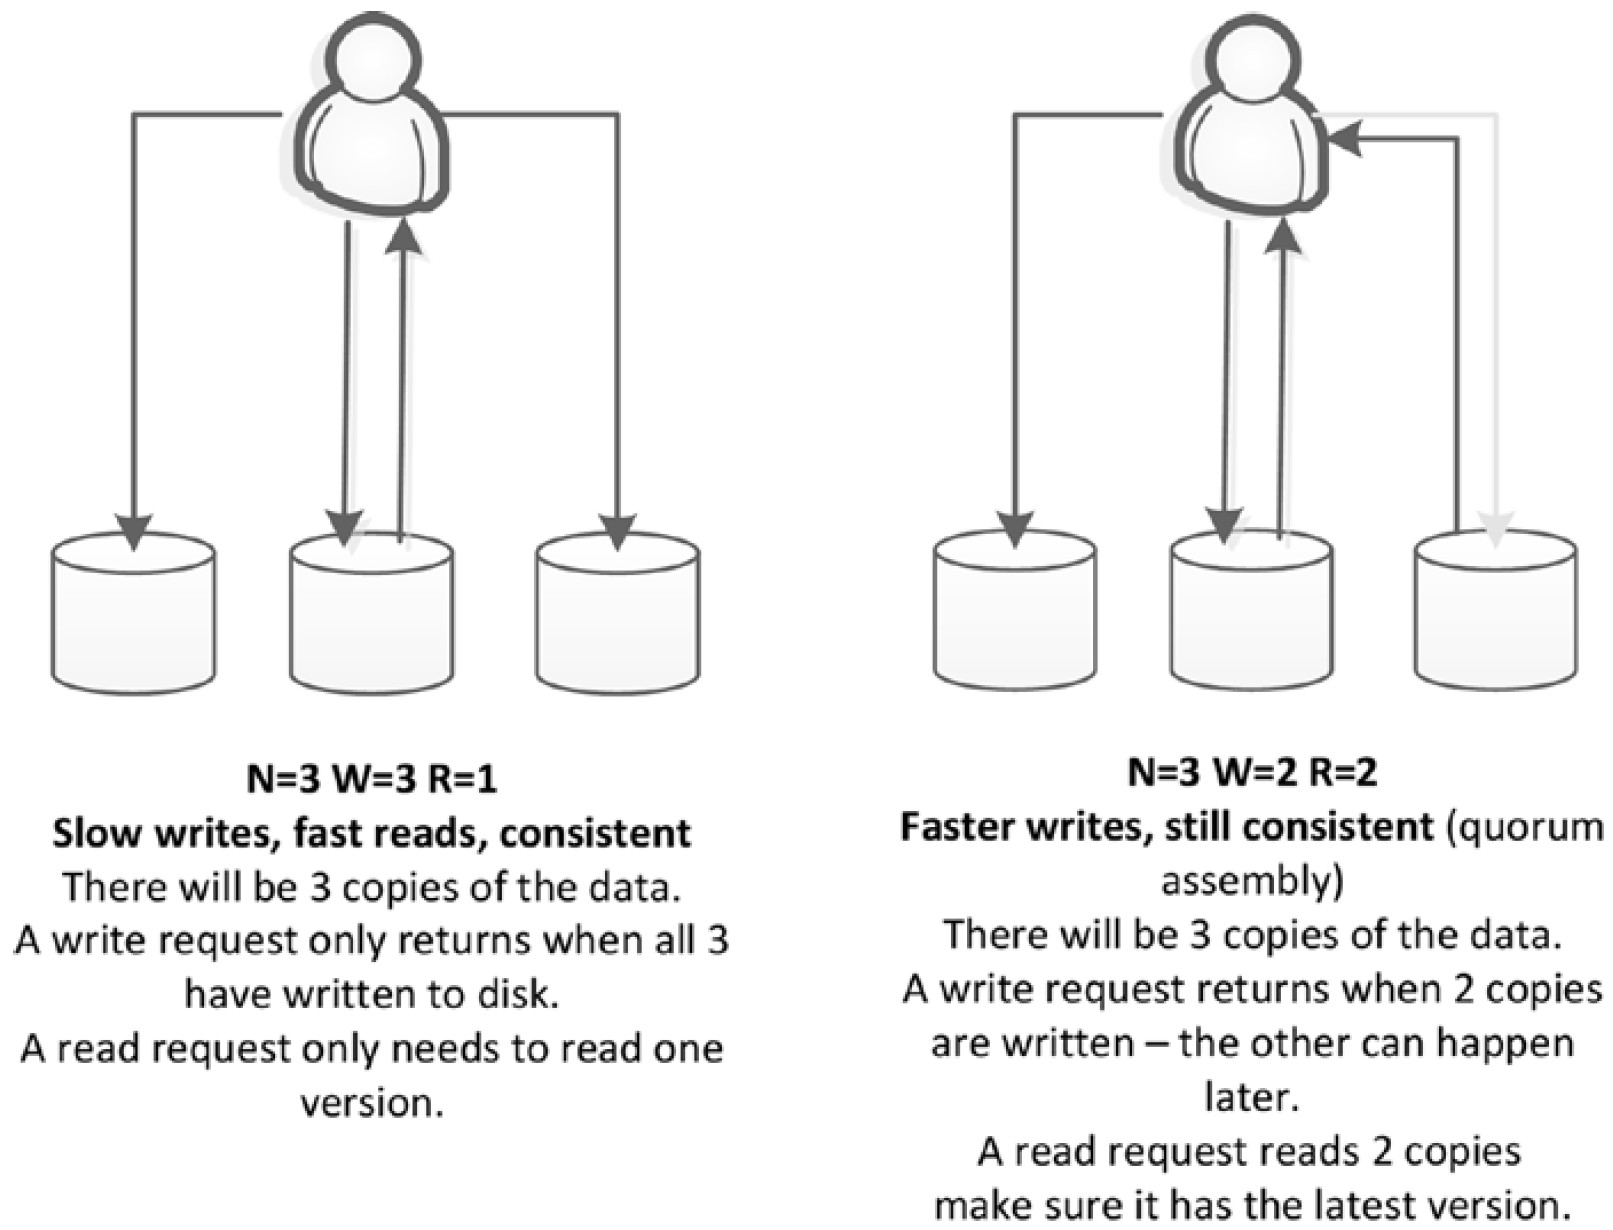 N=3 W=3 R=1
Slow writes, fast reads, consistent
There will be 3 copies of the data.
A write request only returns when all 3
have written to disk.
A read request only needs to read one
version.
N=3 W=2 R=2
Faster writes, still consistent (quorum
assembly)
There will be 3 copies of the data.
A write request returns when 2 copies
are written – the other can happen
later.
A read request reads 2 copies
make sure it has the latest version.